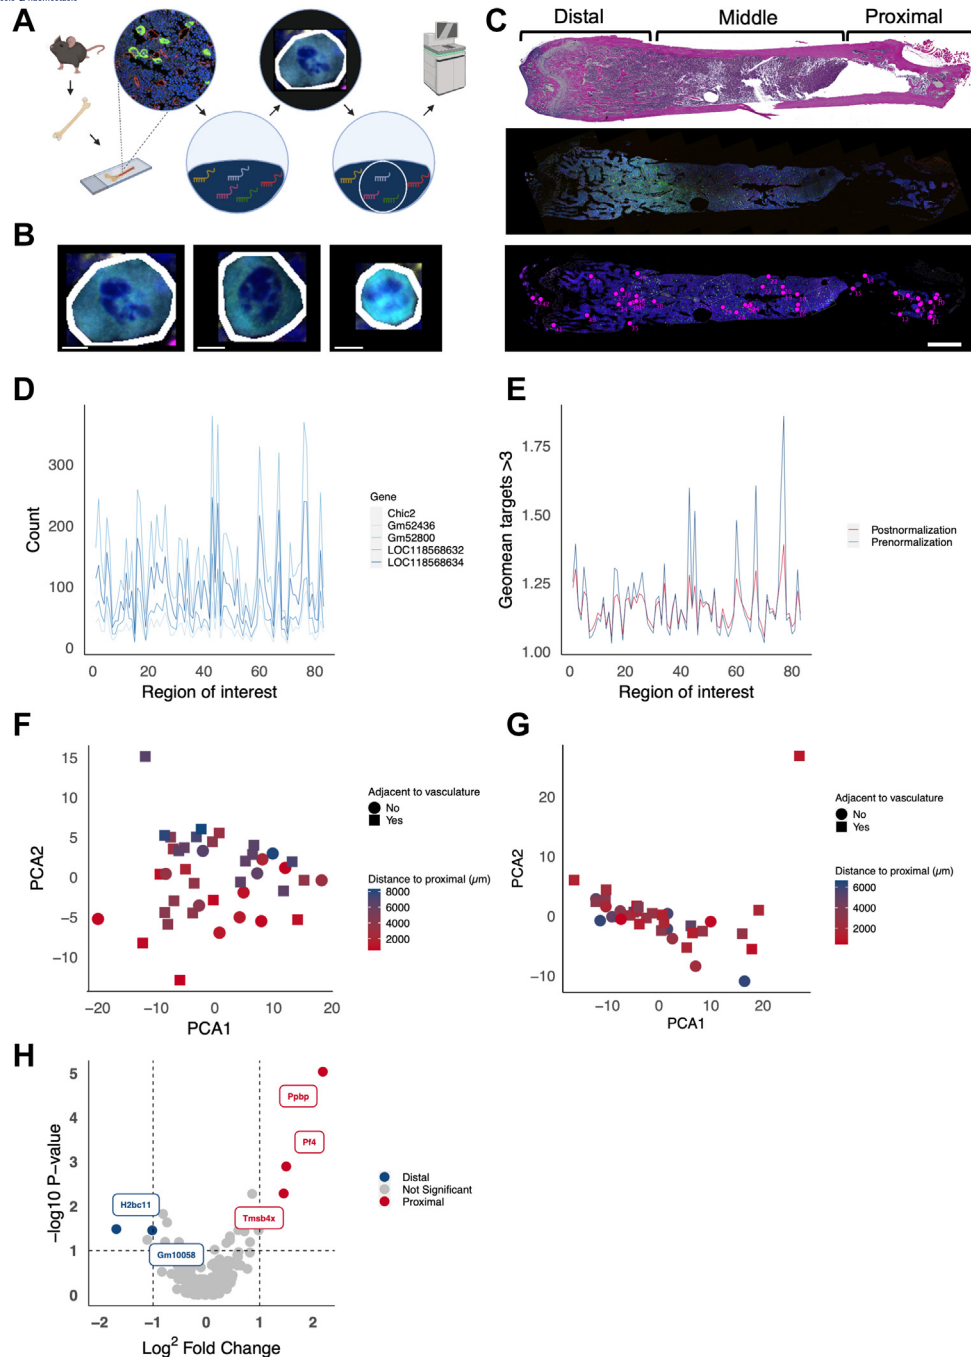 A
B
C
Distal Middle Proximal
D
Count
300
200
100
0
0 20 40 60 80
Region of interest
Gene
Chic2
Gm52436
Gm52800
LOC118568632
LOC118568634
E
Geomean targets >3
1.75
1.50
1.25
1.00
0 20 40 60 80
Region of interest
Postnormalization
Prenormalization
F
PCA2
15
10
5
0
−5
−10
−20 −10 0 10 20
PCA1
Adjacent to vasculature
No
Yes
Distance to proximal (µm)
8000
6000
4000
2000
G
PCA2
20
10
0
−10
−10 0 10 20
PCA1
Adjacent to vasculature
No
Yes
Distance to proximal (µm)
6000
4000
2000
H
−log10 P-value
5
4
3
2
1
0
Ppbp
Pf4
H2bc11
Tmsb4x
Gm10058
−2 −1 0 1 2
Log2 Fold Change
Distal
Not Significant
Proximal